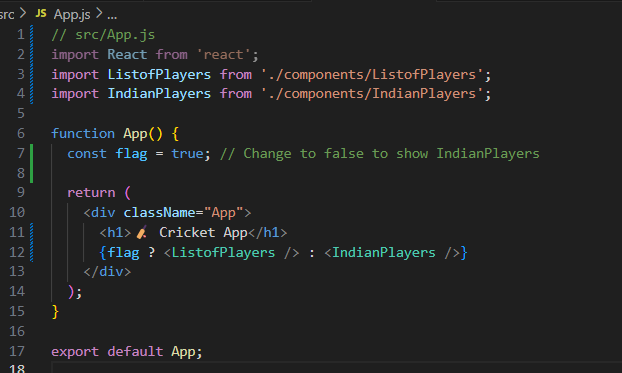 src > JS App.js > ...
1 // src/App.js
2 import React from 'react';
3 import ListofPlayers from './components/ListofPlayers';
4 import IndianPlayers from './components/IndianPlayers';
5
6 function App() {
7   const flag = true; // Change to false to show IndianPlayers
8
9   return (
10     <div className="App">
11       <h1>🏏 Cricket App</h1>
12       {flag ? <ListofPlayers /> : <IndianPlayers />}
13     </div>
14   );
15 }
16
17 export default App;
18